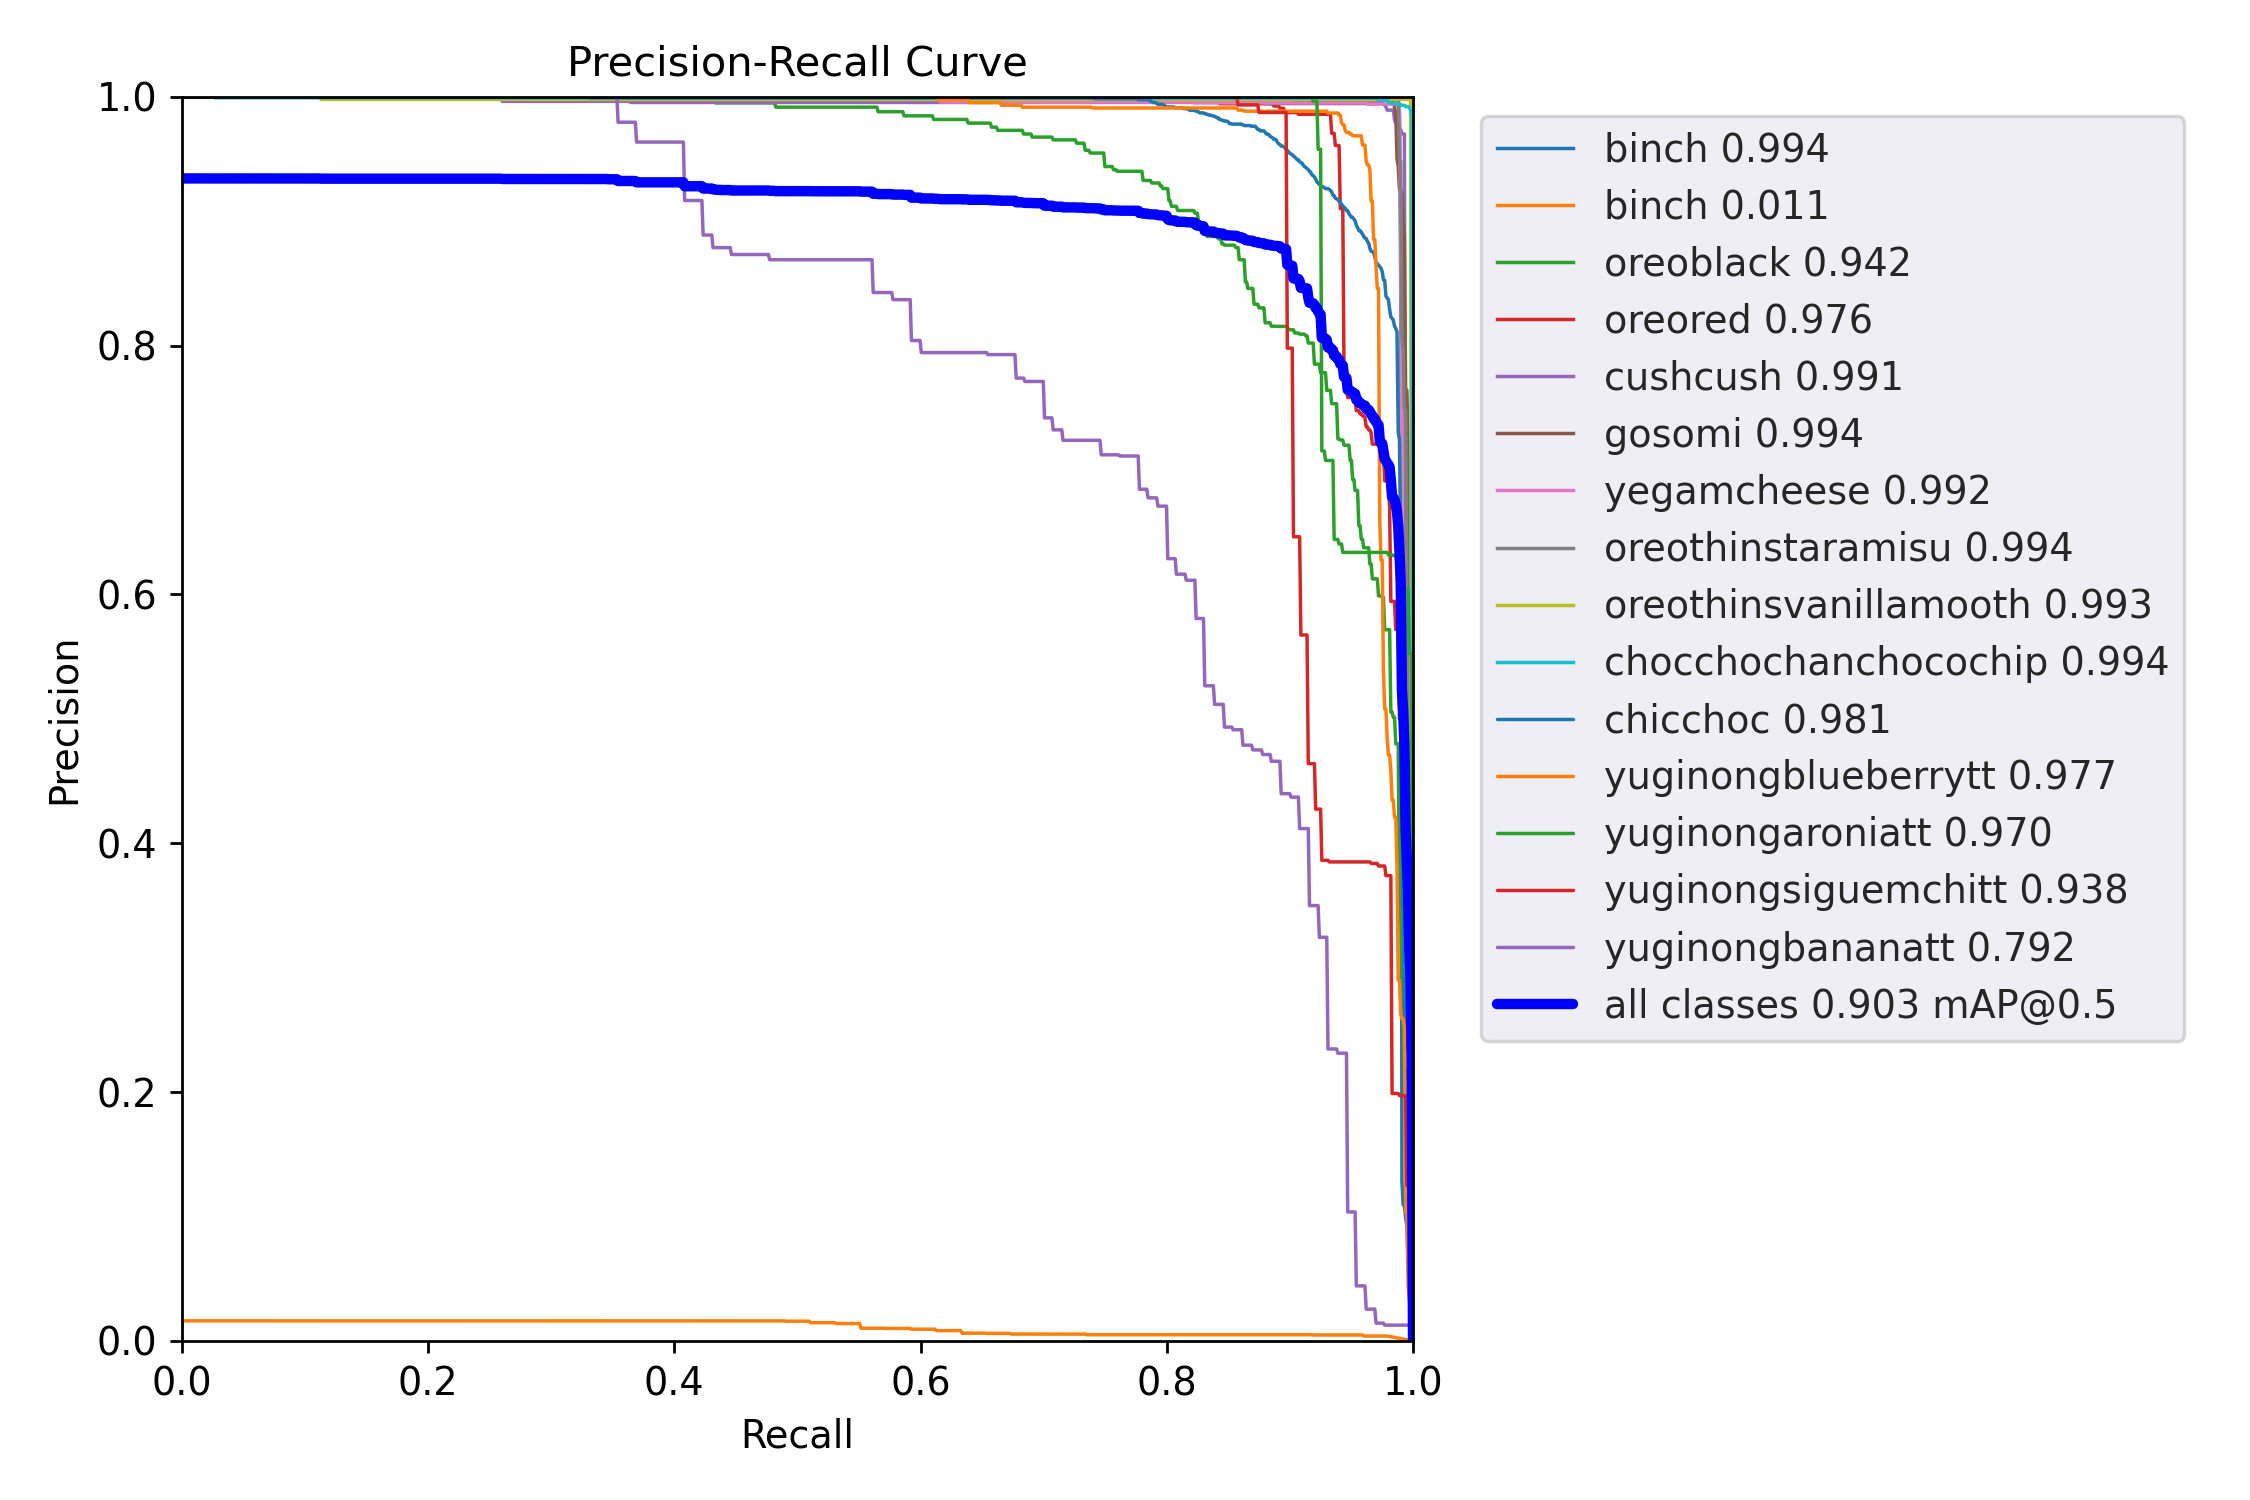 Precision-Recall Curve
1.0
0.8
0.6
0.4
0.2
0.0
Precision
0.0 0.2 0.4 0.6 0.8 1.0
Recall
binch 0.994
binch 0.011
oreoblack 0.942
oreored 0.976
cushcush 0.991
gosomi 0.994
yegamcheese 0.992
oreothinstaramisu 0.994
oreothinsvanillamooth 0.993
chocchochanchocochip 0.994
chicchoc 0.981
yuginongblueberrytt 0.977
yuginongaroniatt 0.970
yuginongsiguemchitt 0.938
yuginongbananatt 0.792
all classes 0.903 mAP@0.5